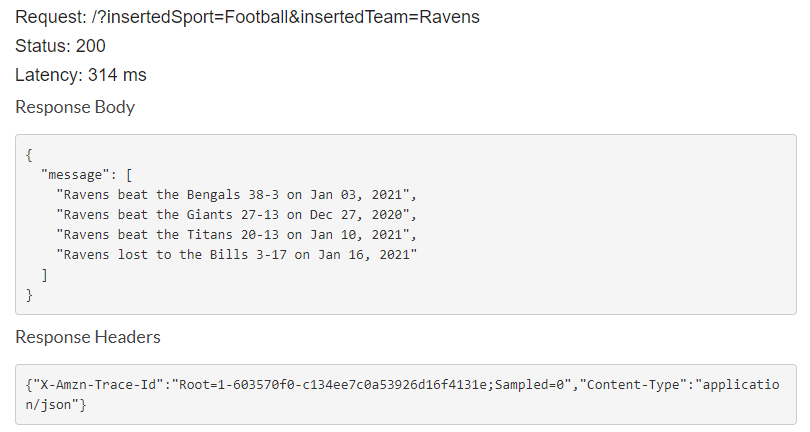 Request: /?insertedSport=Football&insertedTeam=Ravens
Status: 200
Latency: 314 ms
Response Body
{
"message": [
"Ravens beat the Bengals 38-3 on Jan 03, 2021",
"Ravens beat the Giants 27-13 on Dec 27, 2020",
"Ravens beat the Titans 20-13 on Jan 10, 2021",
"Ravens lost to the Bills 3-17 on Jan 16, 2021"
]
}
Response Headers
{"X-Amzn-Trace-Id":"Root=1-603570f0-c134ee7c0a53926d16f4131e;Sampled=0","Content-Type":"applicatio
n/json"}